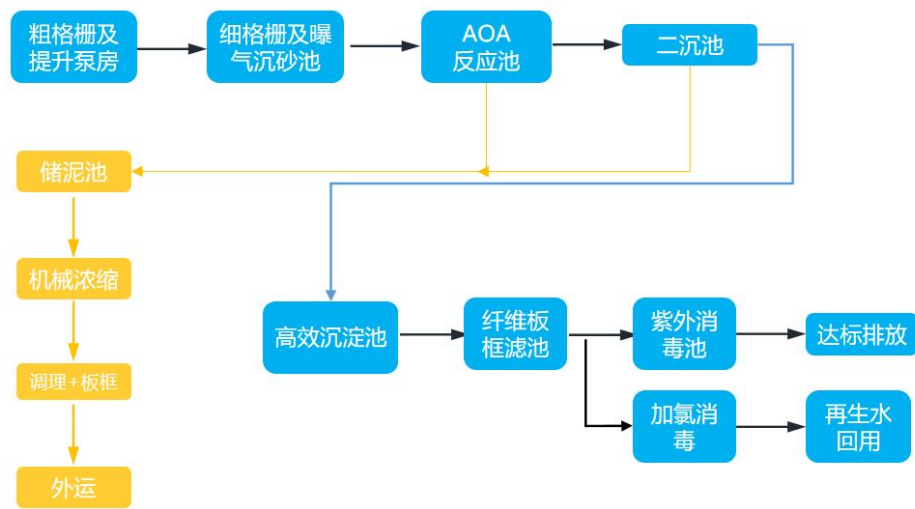 粗格栅及
提升泵房
细格栅及曝
气沉砂池
AOA
反应池
二沉池
储泥池
机械浓缩
调理+板框
外运
高效沉淀池
纤维板
框滤池
紫外消
毒池
达标排放
加氯消
毒
再生水
回用